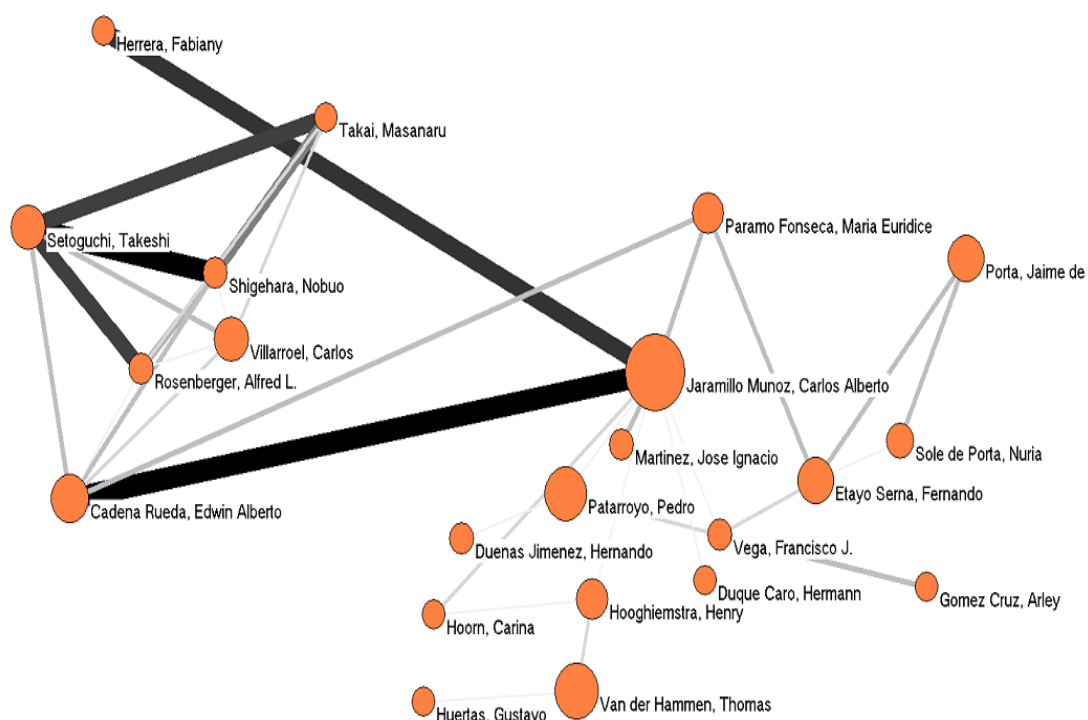 Herrera, Fabiany
Takai, Masanaru
Paramo Fonseca, Maria Euridice
Setoguchi, Takeshi
Porta, Jaime de
Shigehara, Nobuo
Villarroel, Carlos
Rosenberger, Alfred L.
Jaramillo Munoz, Carlos Alberto
Martinez, Jose Ignacio
Sole de Porta, Nuria
Etayo Serna, Fernando
Patarroyo, Pedro
Cadena Rueda, Edwin Alberto
Vega, Francisco J.
Duenas Jimenez, Hernando
Duque Caro, Hermann
Gomez Cruz, Arley
Hooghiemstra, Henry
Hoorn, Carina
Van der Hammen, Thomas
Huertas, Gustavo